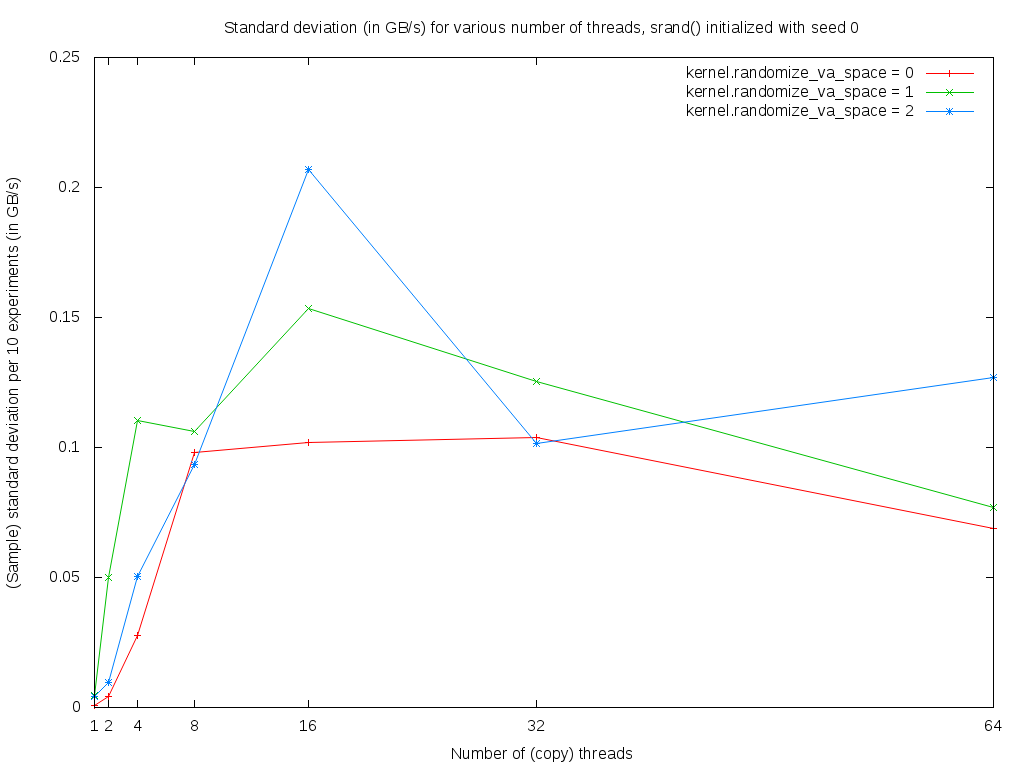 Standard deviation (in GB/s) for various number of threads, srand() initialized with seed 0
kernel.randomize_va_space = 0
kernel.randomize_va_space = 1
kernel.randomize_va_space = 2
(Sample) standard deviation per 10 experiments (in GB/s)
0.25
0.2
0.15
0.1
0.05
0
1 2 4 8 16 32 64
Number of (copy) threads